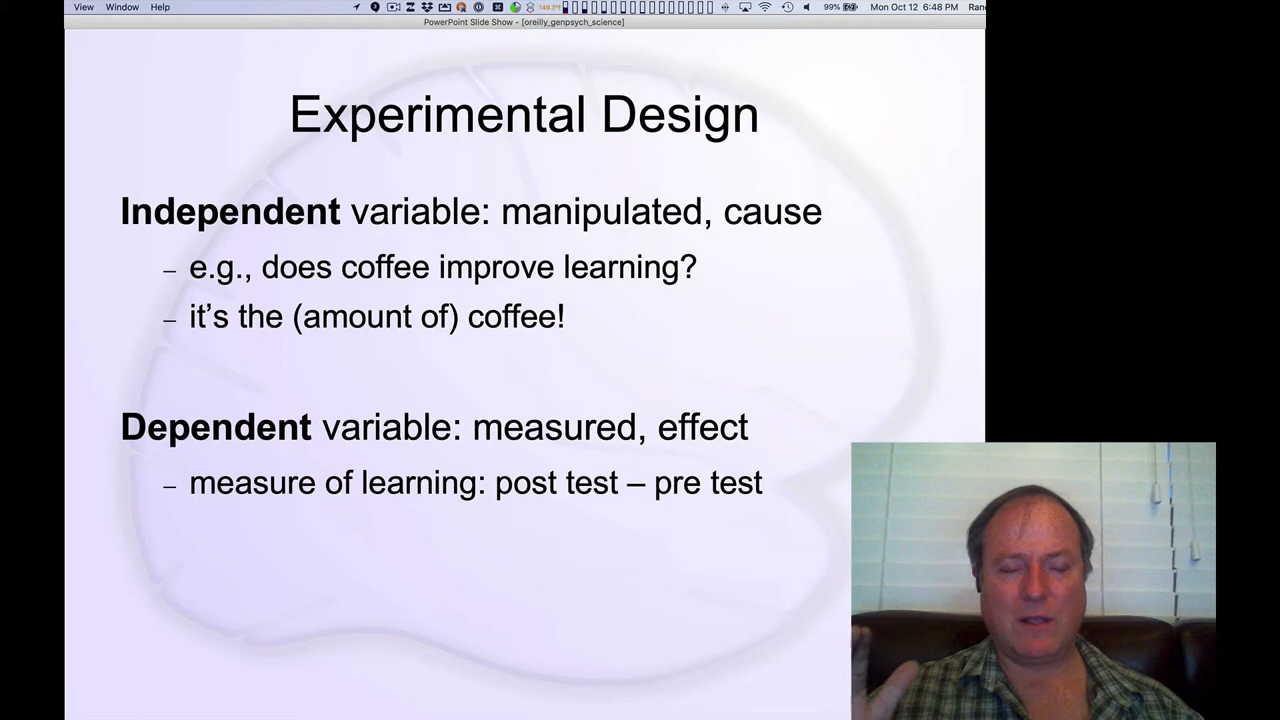 View Window Help 149.2°F 99% Mon Oct 12 6:48 PM
PowerPoint Slide Show - [oreilly_genpsych_science]
Experimental Design
Independent variable: manipulated, cause
– e.g., does coffee improve learning?
– it’s the (amount of) coffee!
Dependent variable: measured, effect
– measure of learning: post test – pre test